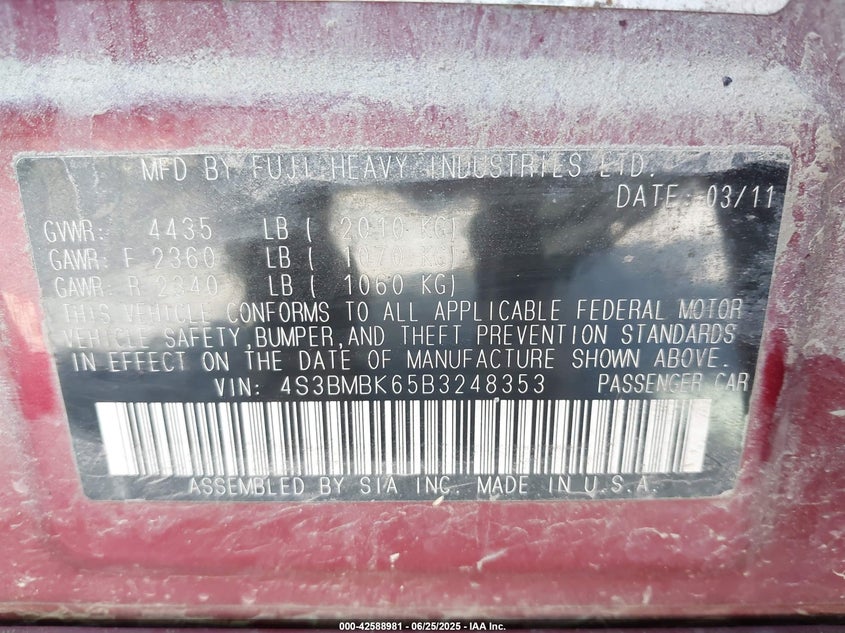 MFD BY FUJI HEAVY INDUSTRIES LTD.
DATE: 03/11
GVWR: 4435 LB ( 2010 KG)
GAWR: F 2360 LB ( 1070 KG)
GAWR: R 2340 LB ( 1060 KG)
THIS VEHICLE CONFORMS TO ALL APPLICABLE FEDERAL MOTOR
VEHICLE SAFETY, BUMPER, AND THEFT PREVENTION STANDARDS
IN EFFECT ON THE DATE OF MANUFACTURE SHOWN ABOVE.
VIN: 4S3BMBK65B3248353 PASSENGER CAR
ASSEMBLED BY SIA INC. MADE IN U.S.A.
000-42588981 - 06/25/2025 - IAA Inc.